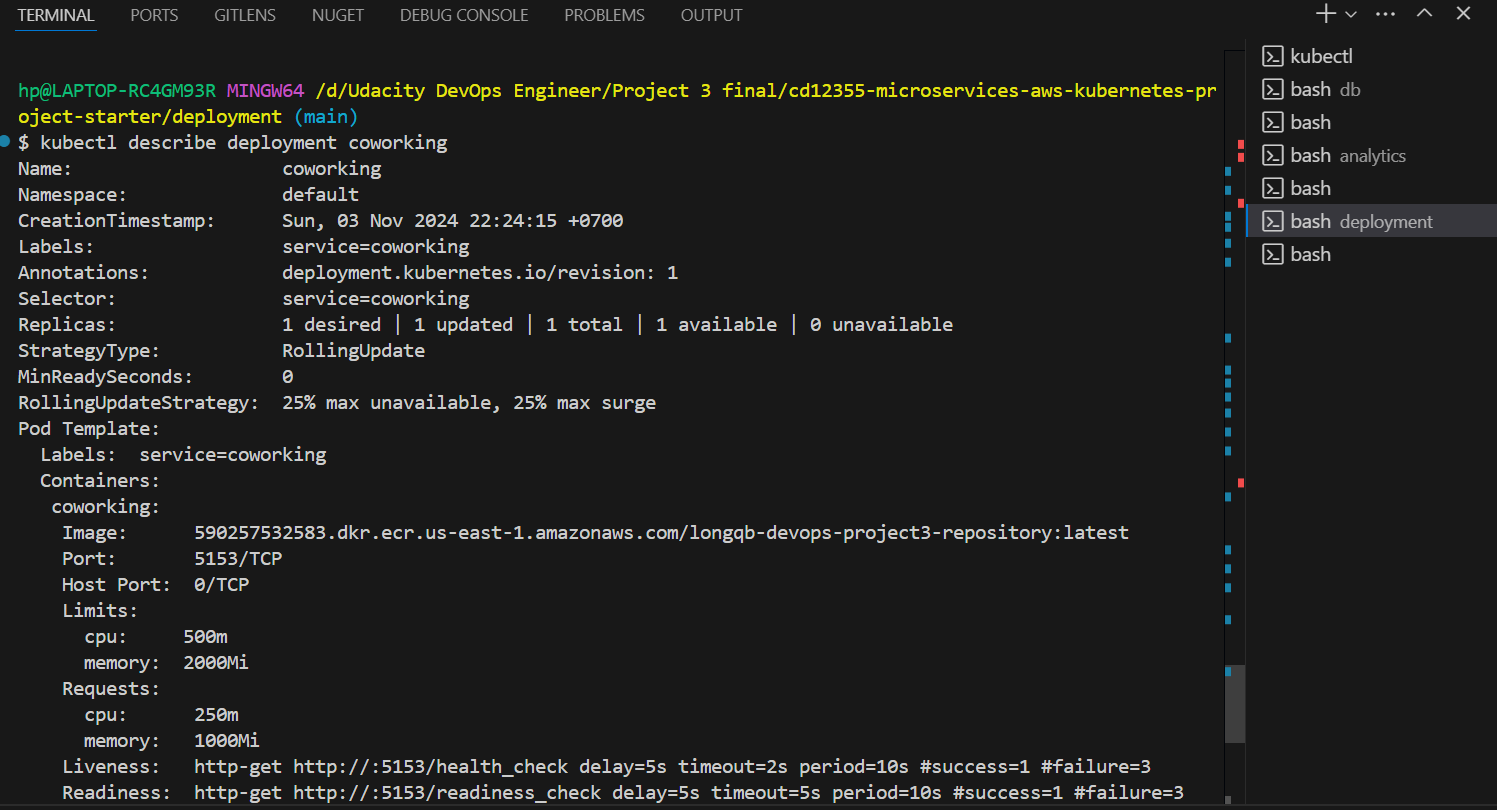 TERMINAL PORTS GITLENS NUGET DEBUG CONSOLE PROBLEMS OUTPUT
hp@LAPTOP-RC4GM93R MINGW64 /d/Udacity DevOps Engineer/Project 3 final/cd12355-microservices-aws-kubernetes-pr
oject-starter/deployment (main)
$ kubectl describe deployment coworking
Name: coworking
Namespace: default
CreationTimestamp: Sun, 03 Nov 2024 22:24:15 +0700
Labels: service=coworking
Annotations: deployment.kubernetes.io/revision: 1
Selector: service=coworking
Replicas: 1 desired | 1 updated | 1 total | 1 available | 0 unavailable
StrategyType: RollingUpdate
MinReadySeconds: 0
RollingUpdateStrategy: 25% max unavailable, 25% max surge
Pod Template:
Labels: service=coworking
Containers:
coworking:
Image: 590257532583.dkr.ecr.us-east-1.amazonaws.com/longqb-devops-project3-repository:latest
Port: 5153/TCP
Host Port: 0/TCP
Limits:
cpu: 500m
memory: 2000Mi
Requests:
cpu: 250m
memory: 1000Mi
Liveness: http-get http://:5153/health_check delay=5s timeout=2s period=10s #success=1 #failure=3
Readiness: http-get http://:5153/readiness_check delay=5s timeout=5s period=10s #success=1 #failure=3
kubectl
bash db
bash
bash analytics
bash
bash deployment
bash